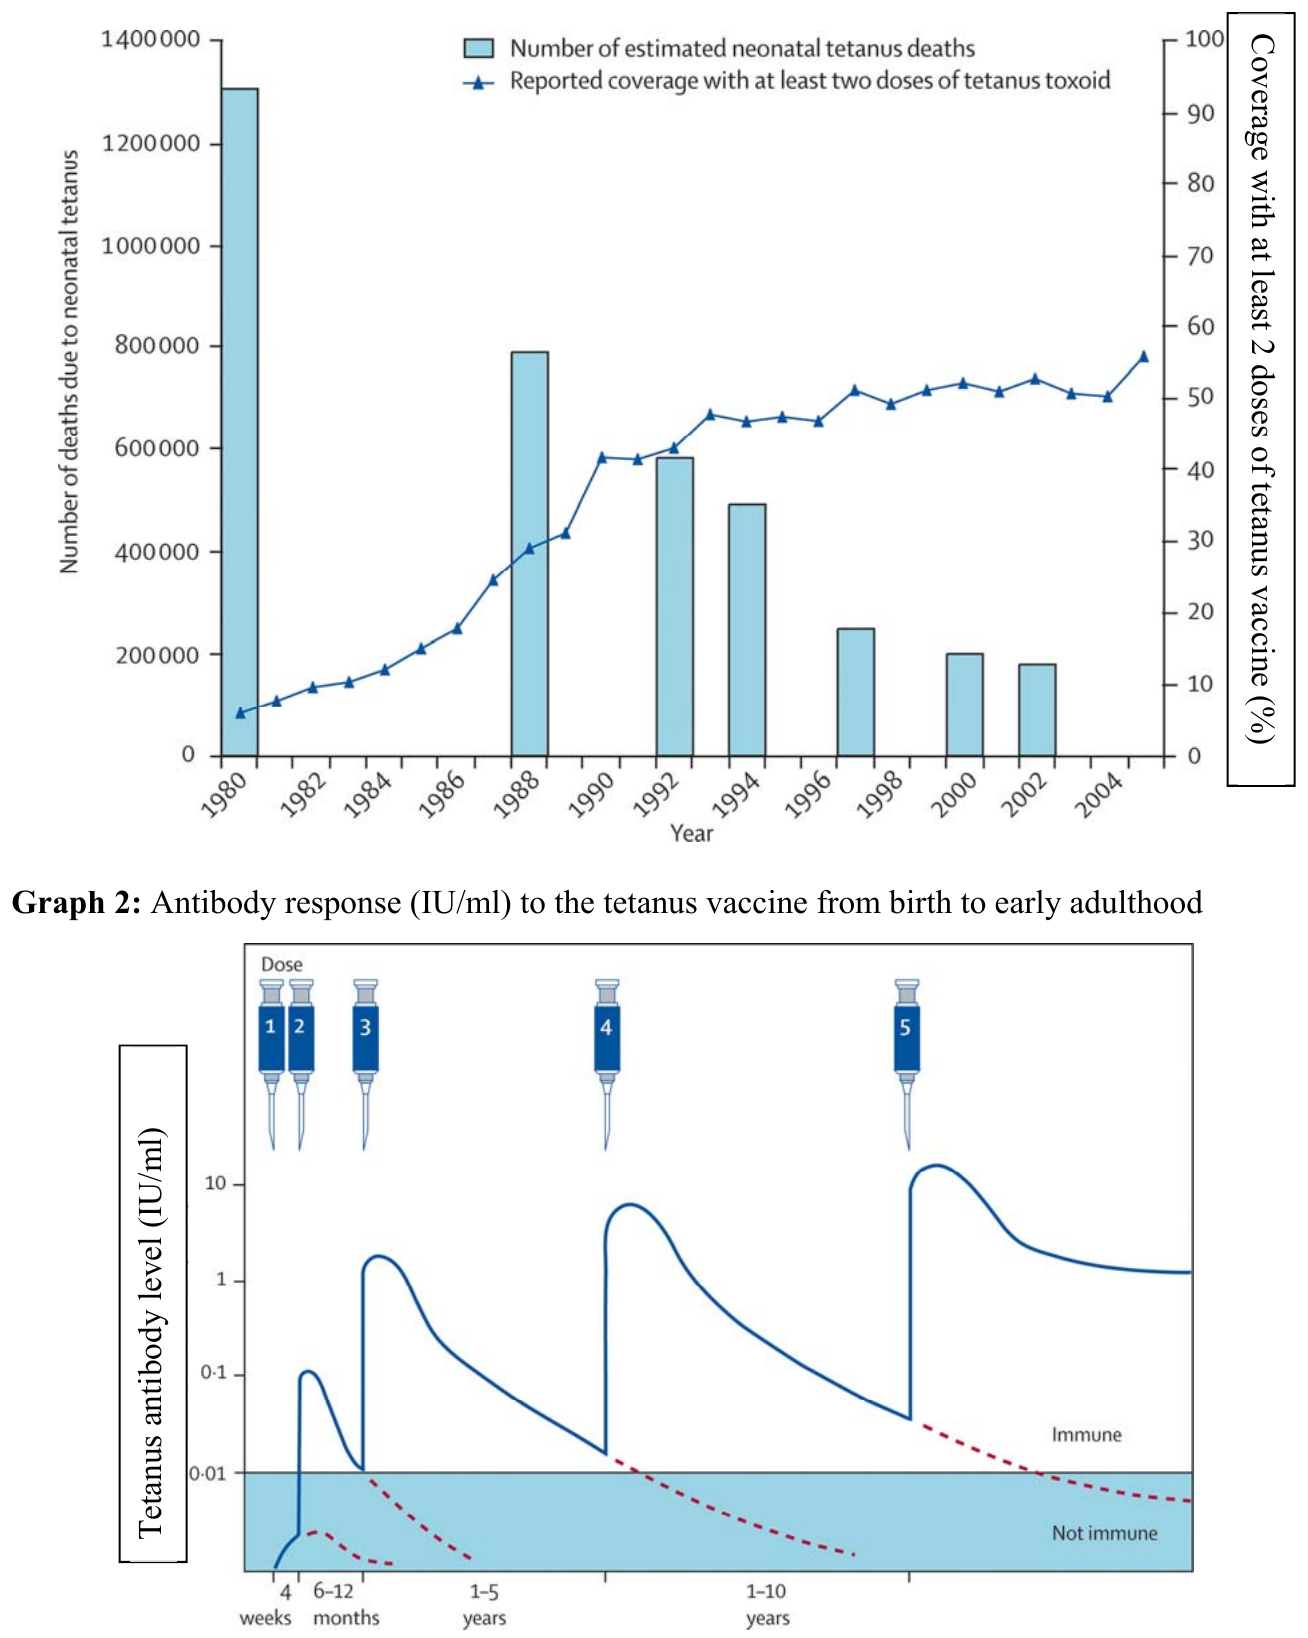 1400000
1200000
1000000
800000
600000
400000
200000
0
Number of deaths due to neonatal tetanus
Number of estimated neonatal tetanus deaths
Reported coverage with at least two doses of tetanus toxoid
100
90
80
70
60
50
40
30
20
10
0
Coverage with at least 2 doses of tetanus vaccine (%)
1980
1982
1984
1986
1988
1990
1992
1994
1996
1998
2000
2002
2004
Year
Graph 2: Antibody response (IU/ml) to the tetanus vaccine from birth to early adulthood
Dose
1 2 3 4 5
Tetanus antibody level (IU/ml)
10
1
0·1
0·01
Immune
Not immune
4 6–12 1–5 1–10
weeks months years years